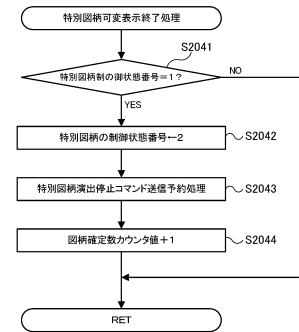 特別図柄可変表示終了処理
S2041
特別図柄制の御状態番号=1?
NO
YES
特別図柄の制御状態番号←2
S2042
特別図柄演出停止コマンド送信予約処理
S2043
図柄確定数カウンタ値+1
S2044
RET